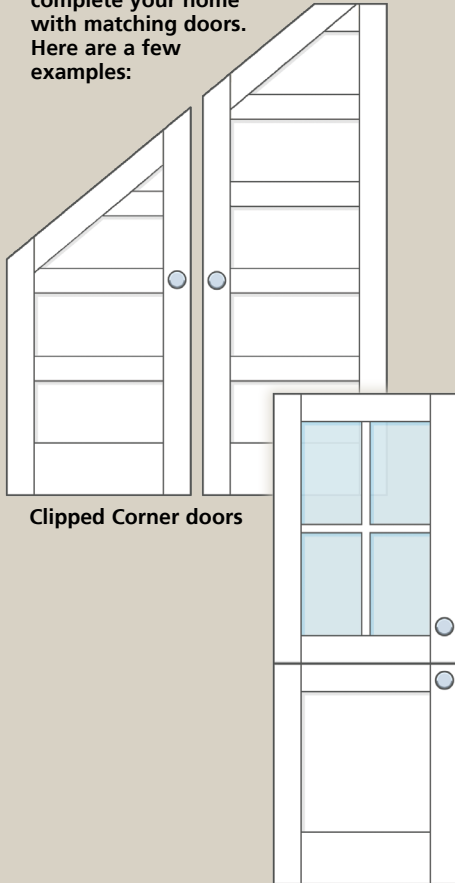 complete your home
with matching doors.
Here are a few
examples:
Clipped Corner doors